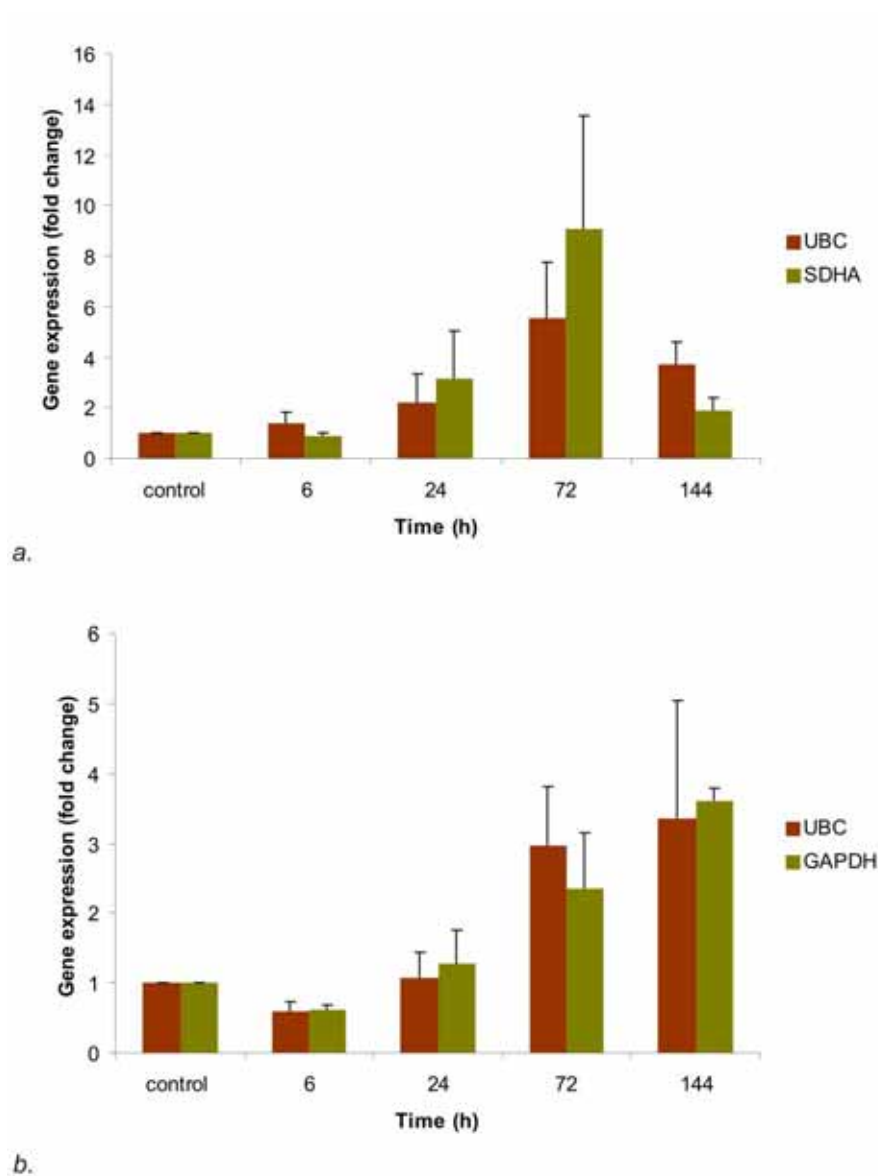 16
14
12
10
8
6
4
2
0
Gene expression (fold change)
UBC
SDHA
control 6 24 72 144
Time (h)
a.
6
5
4
3
2
1
0
Gene expression (fold change)
UBC
GAPDH
control 6 24 72 144
Time (h)
b.